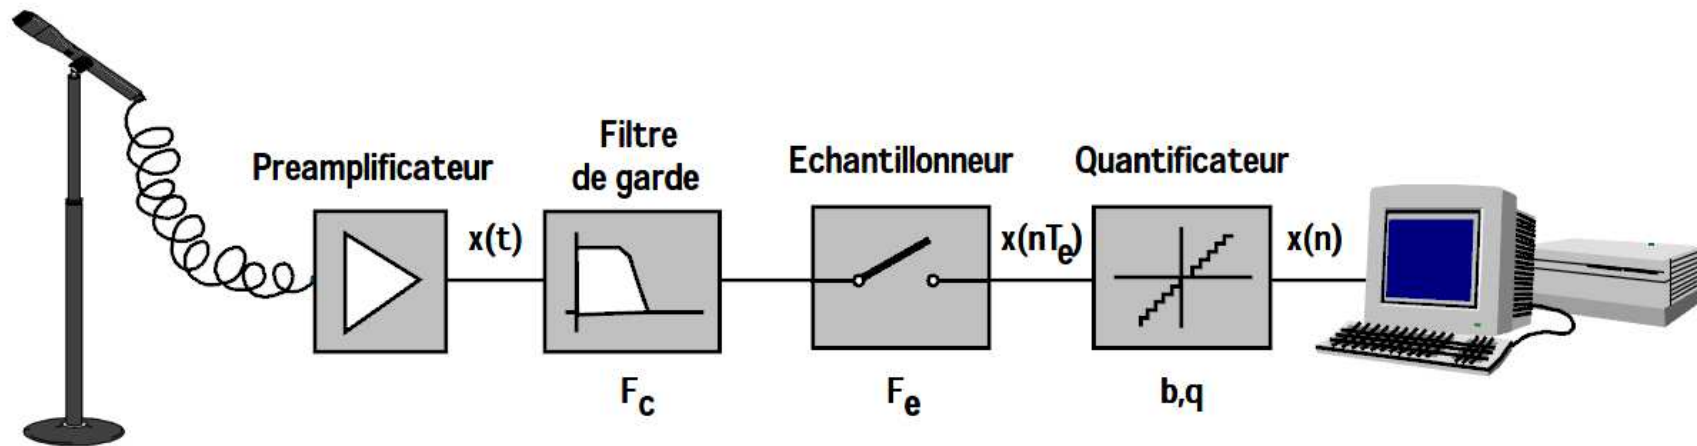 Preamplificateur
Filtre
de garde
Echantillonneur
Quantificateur
x(t)
x(nTe)
x(n)
Fc
Fe
b,q